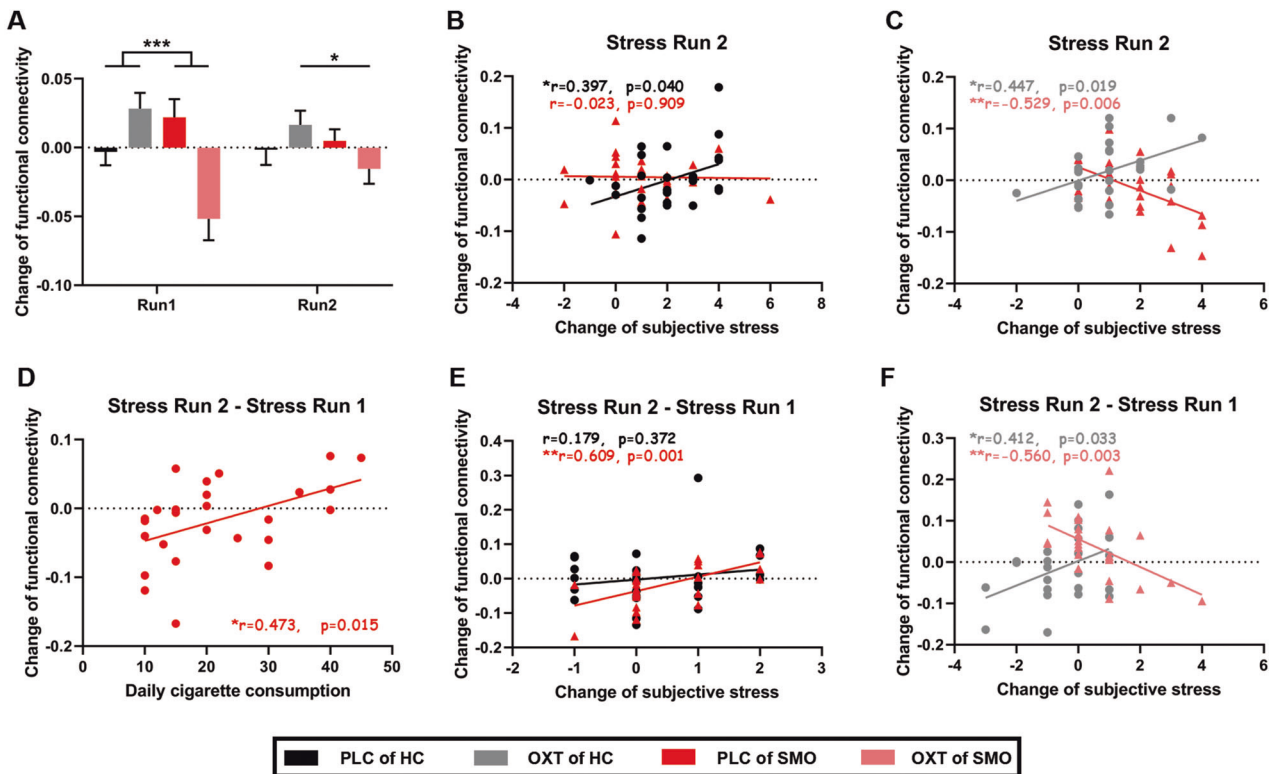 A
Change of functional connectivity
0.05
0.00
-0.05
-0.10
***
*
Run1
Run2
B
Stress Run 2
Change of functional connectivity
0.2
0.1
0.0
-0.1
-0.2
*r=0.397, p=0.040
r=-0.023, p=0.909
-4 -2 0 2 4 6 8
Change of subjective stress
C
Stress Run 2
Change of functional connectivity
0.2
0.1
0.0
-0.1
-0.2
*r=0.447, p=0.019
**r=-0.529, p=0.006
-4 -2 0 2 4 6
Change of subjective stress
D
Stress Run 2 - Stress Run 1
Change of functional connectivity
0.1
0.0
-0.1
-0.2
*r=0.473, p=0.015
0 10 20 30 40 50
Daily cigarette consumption
E
Stress Run 2 - Stress Run 1
Change of functional connectivity
0.4
0.3
0.2
0.1
0.0
-0.1
-0.2
r=0.179, p=0.372
**r=0.609, p=0.001
-2 -1 0 1 2 3
Change of subjective stress
F
Stress Run 2 - Stress Run 1
Change of functional connectivity
0.3
0.2
0.1
0.0
-0.1
-0.2
*r=0.412, p=0.033
**r=-0.560, p=0.003
-4 -2 0 2 4 6
Change of subjective stress
PLC of HC OXT of HC PLC of SMO OXT of SMO